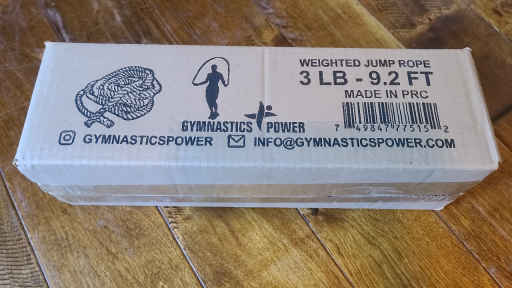 WEIGHTED JUMP ROPE
3 LB - 9.2 FT
MADE IN PRC
7 49847 77515 2
GYMNASTICS POWER
GYMNASTICSPOWER INFO@GYMNASTICSPOWER.COM